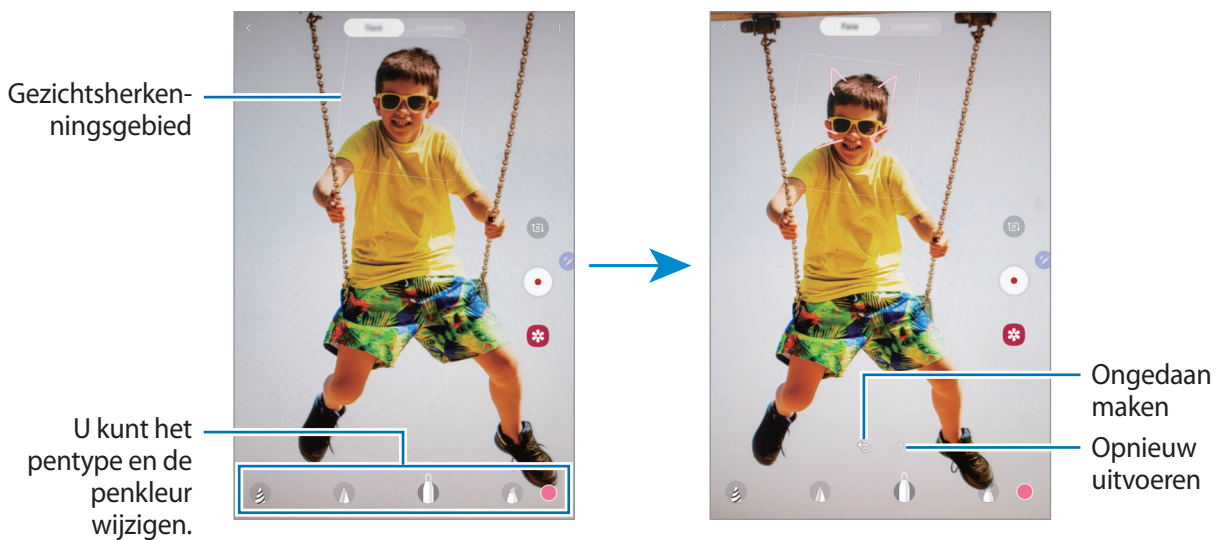 Gezichtsherken-
ningsgebied
U kunt het
pentype en de
penkleur
wijzigen.
Ongedaan
maken
Opnieuw
uitvoeren